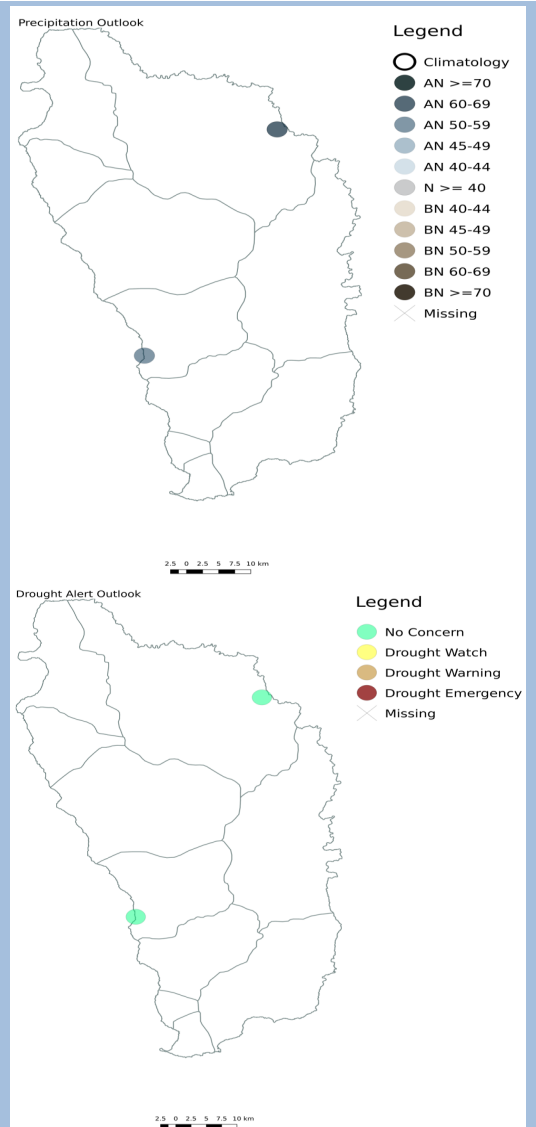 Precipitation Outlook
Legend
Climatology
AN >=70
AN 60-69
AN 50-59
AN 45-49
AN 40-44
N >= 40
BN 40-44
BN 45-49
BN 50-59
BN 60-69
BN >=70
Missing
2.5 0 2.5 5 7.5 10 km
Drought Alert Outlook
Legend
No Concern
Drought Watch
Drought Warning
Drought Emergency
Missing
2.5 0 2.5 5 7.5 10 km